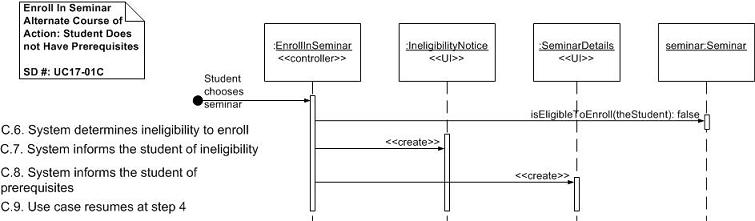 Enroll In Seminar
Alternate Course of
Action: Student Does
not Have Prerequisites
SD #: UC17-01C
:EnrollInSeminar
<<controller>>
:IneligibilityNotice
<<UI>>
:SeminarDetails
<<UI>>
seminar:Seminar
Student
chooses
seminar
isEligibleToEnroll(theStudent): false
C.6. System determines ineligibility to enroll
C.7. System informs the student of ineligibility
<<create>>
C.8. System informs the student of
prerequisites
<<create>>
C.9. Use case resumes at step 4